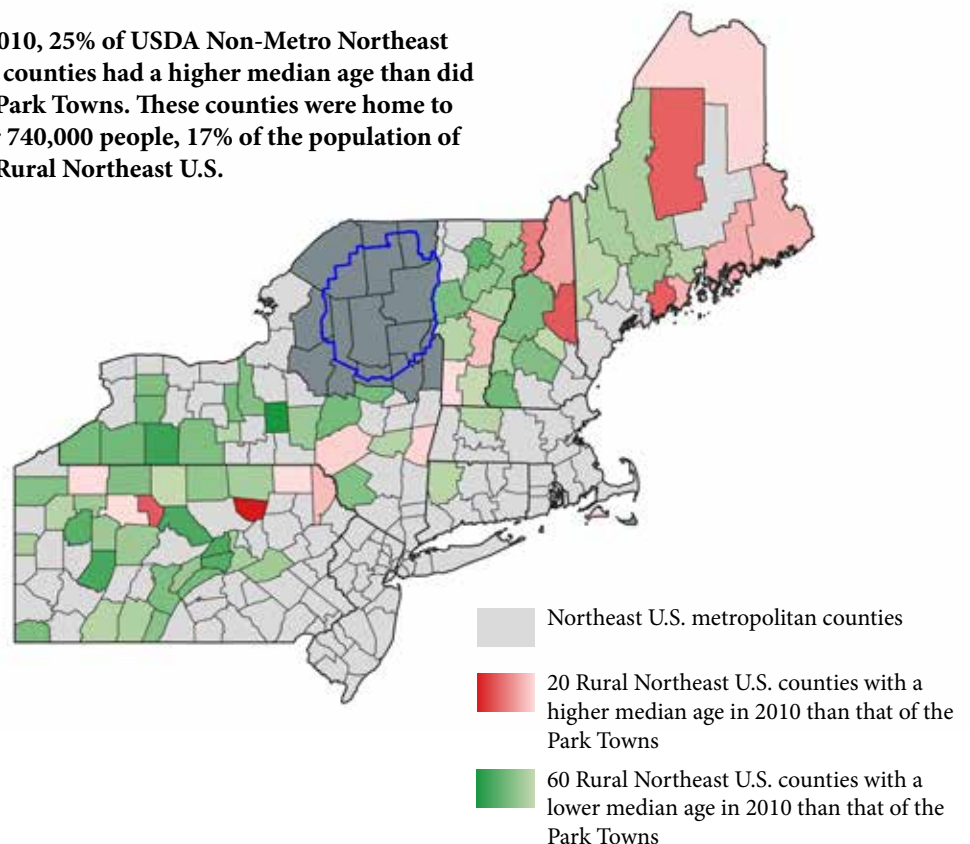 010, 25% of USDA Non-Metro Northeast
counties had a higher median age than did
Park Towns. These counties were home to
740,000 people, 17% of the population of
Rural Northeast U.S.
Northeast U.S. metropolitan counties
20 Rural Northeast U.S. counties with a
higher median age in 2010 than that of the
Park Towns
60 Rural Northeast U.S. counties with a
lower median age in 2010 than that of the
Park Towns